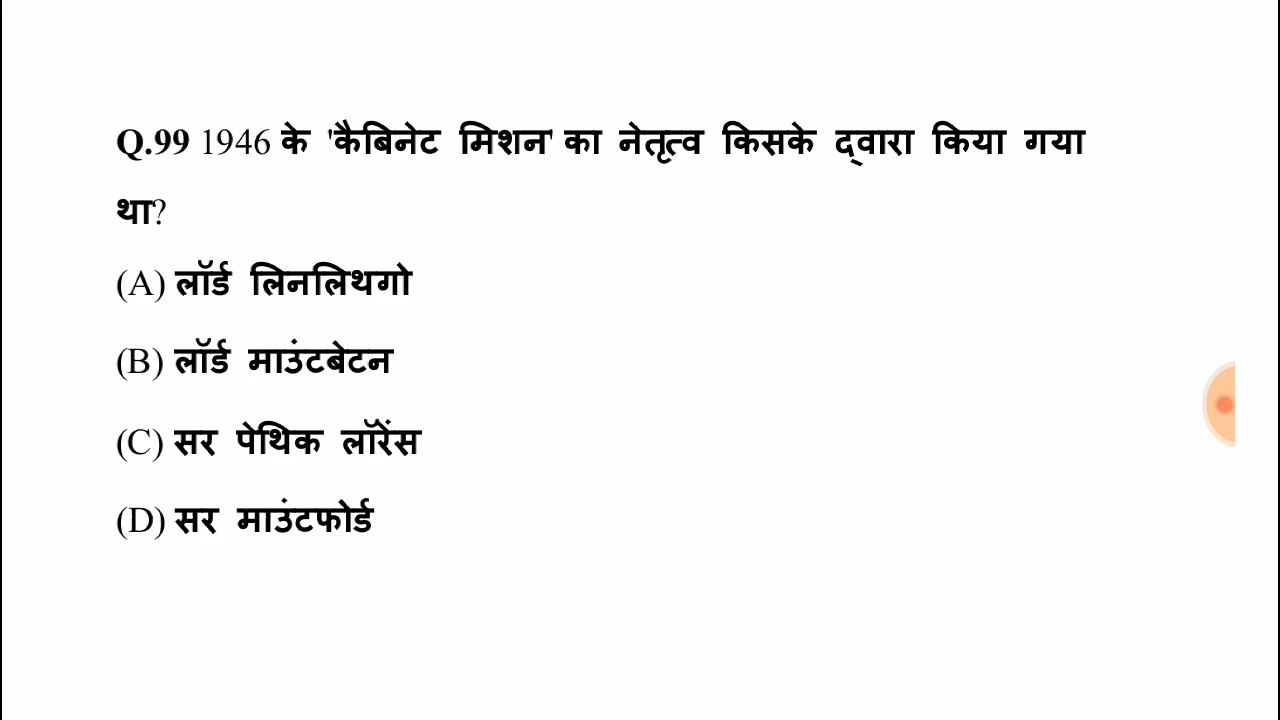 Q.99 1946 के 'कैबिनेट मिशन' का नेतृत्व किसके द्वारा किया गया
था?
(A) लॉर्ड लिनलिथगो
(B) लॉर्ड माउंटबेटन
(C) सर पेथिक लॉरेंस
(D) सर माउंटफोर्ड